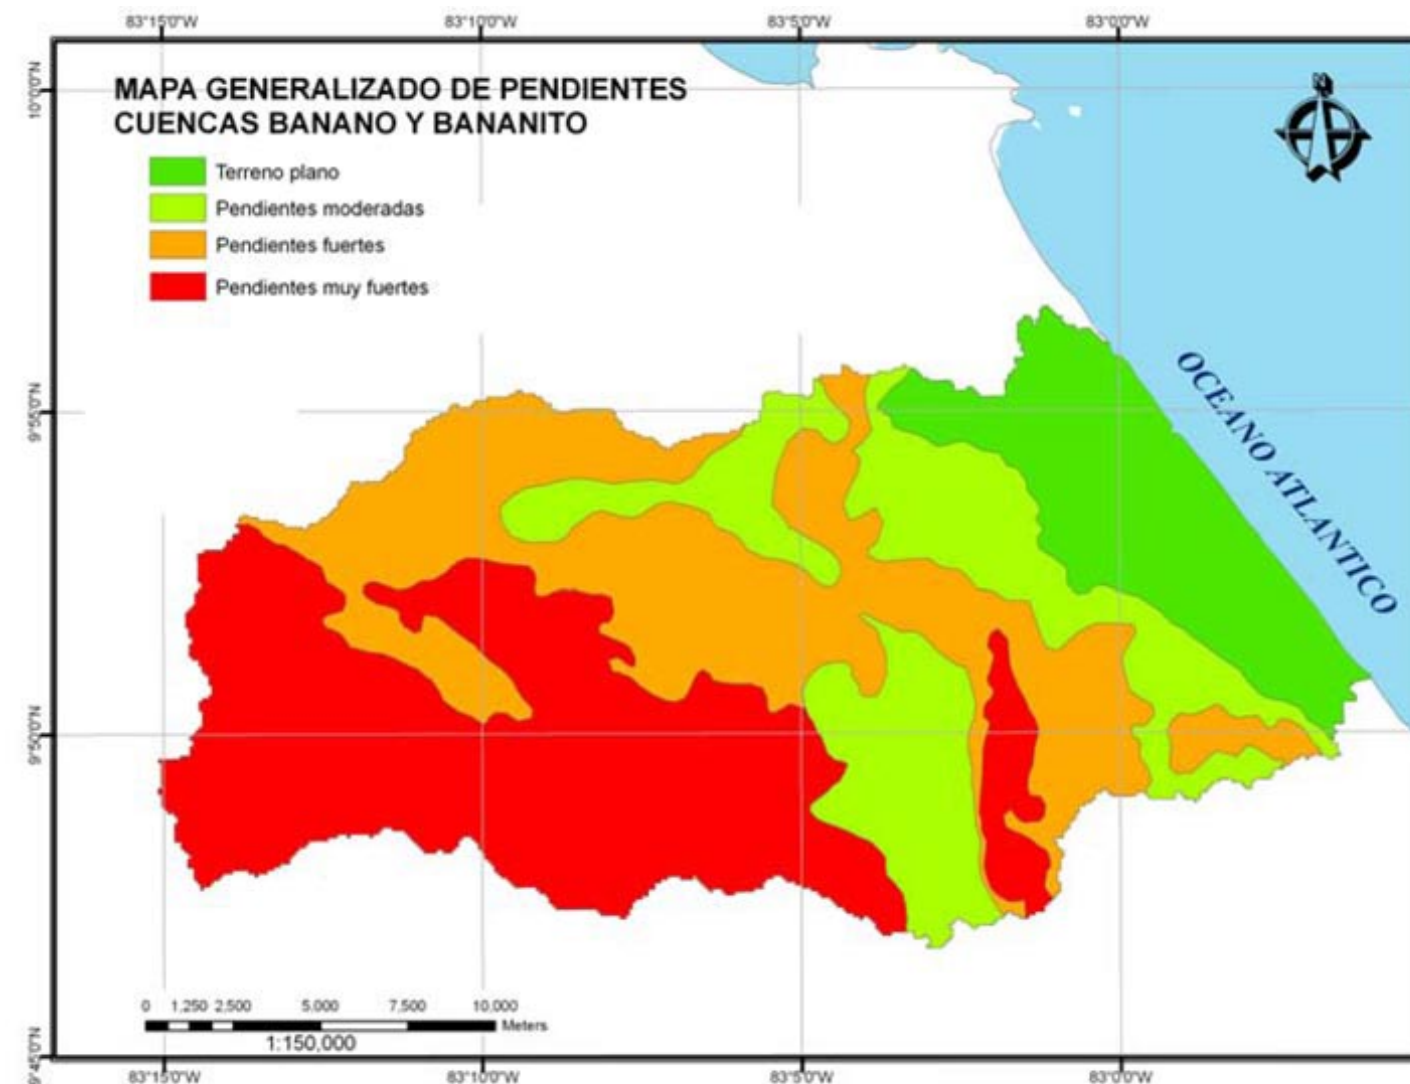 83°15'0"W 83°10'0"W 83°5'0"W 83°0'0"W
10°0'0"N
MAPA GENERALIZADO DE PENDIENTES
CUENCAS BANANO Y BANANITO
Terreno plano
Pendientes moderadas
Pendientes fuertes
Pendientes muy fuertes
OCEANO ATLANTICO
9°55'0"N
9°50'0"N
0 1.250 2,500 5.000 7.500 10,000
Meters
1:150,000
9°45'0"N
83°15'0"W 83°10'0"W 83°5'0"W 83°0'0"W